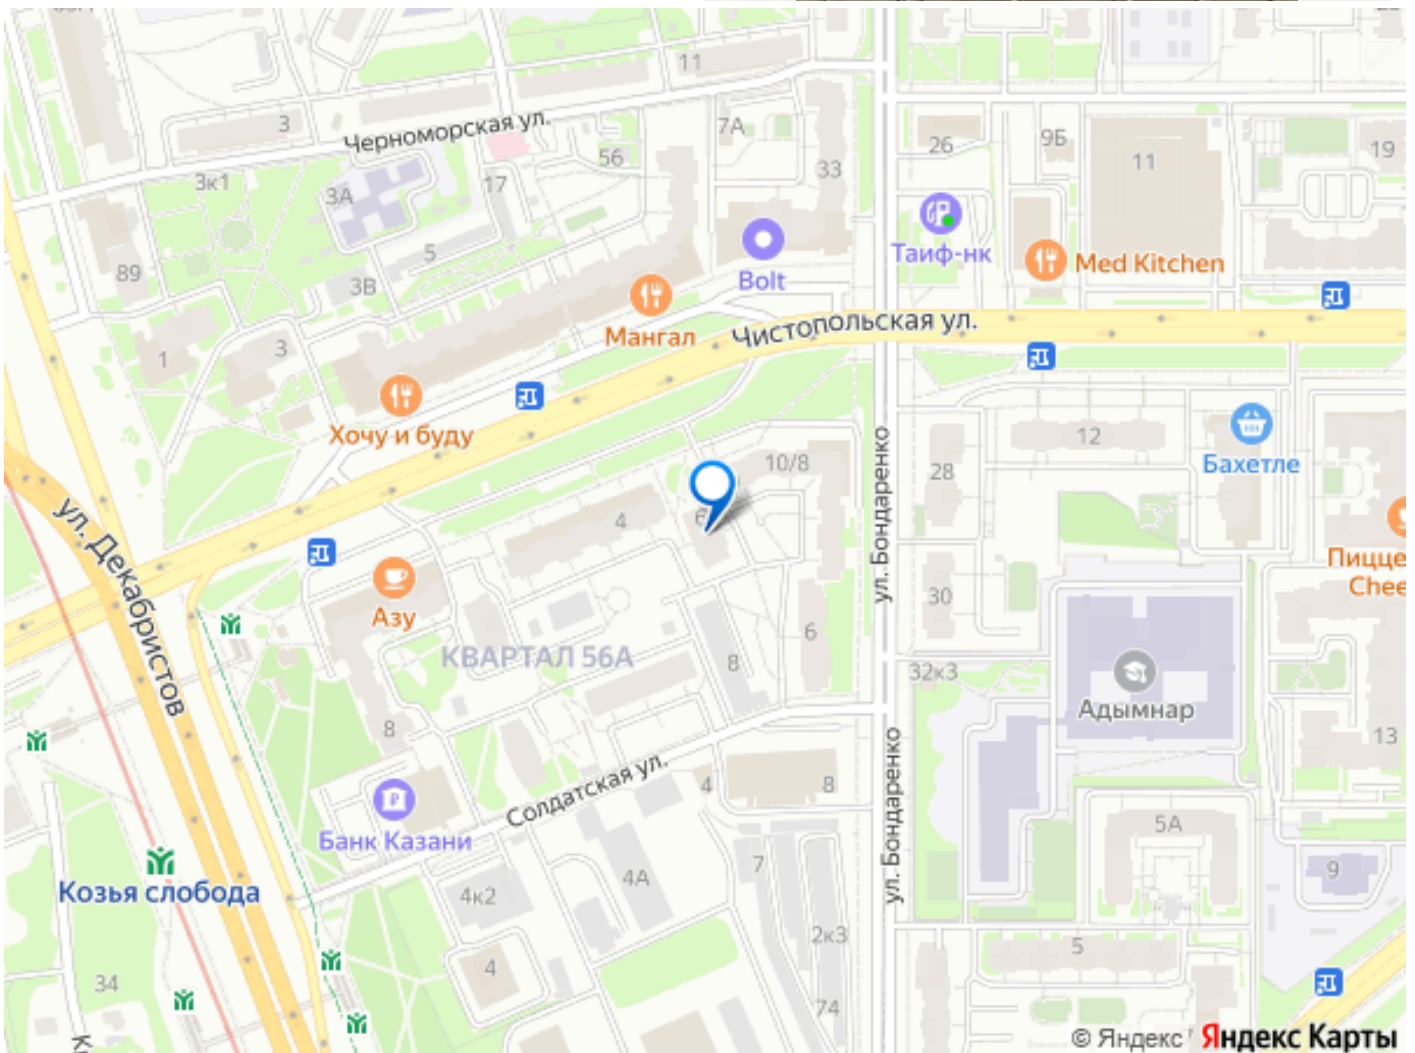 11
3
Черноморская ул.
7А
26
9Б
11
19
56
17
33
3к1
3А
5
89
3В
Таиф-нк
Med Kitchen
Bolt
Мангал
Чистопольская ул.
1
3
Хочу и буду
12
Бахетле
10/8
28
ул. Бондаренко
4
ул. Декабристов
Азу
Пицце
Chee
30
КВАРТАЛ 56А
6
8
32к3
Адымнар
8
13
ул. Бондаренко
Солдатская ул.
4
8
Банк Казани
5А
Козья слобода
7
9
4А
4к2
2к3
5
4
34
74
© Яндекс
Яндекс Карты